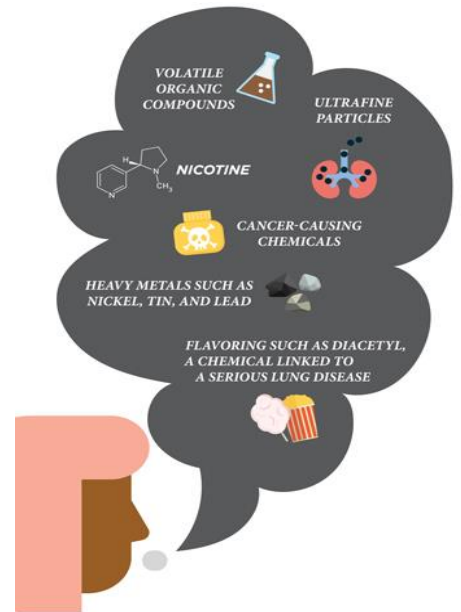 VOLATILE
ORGANIC
COMPOUNDS
ULTRAFINE
PARTICLES
H
N
N
CH3
NICOTINE
CANCER-CAUSING
CHEMICALS
HEAVY METALS SUCH AS
NICKEL, TIN, AND LEAD
FLAVORING SUCH AS DIACETYL,
A CHEMICAL LINKED TO
A SERIOUS LUNG DISEASE